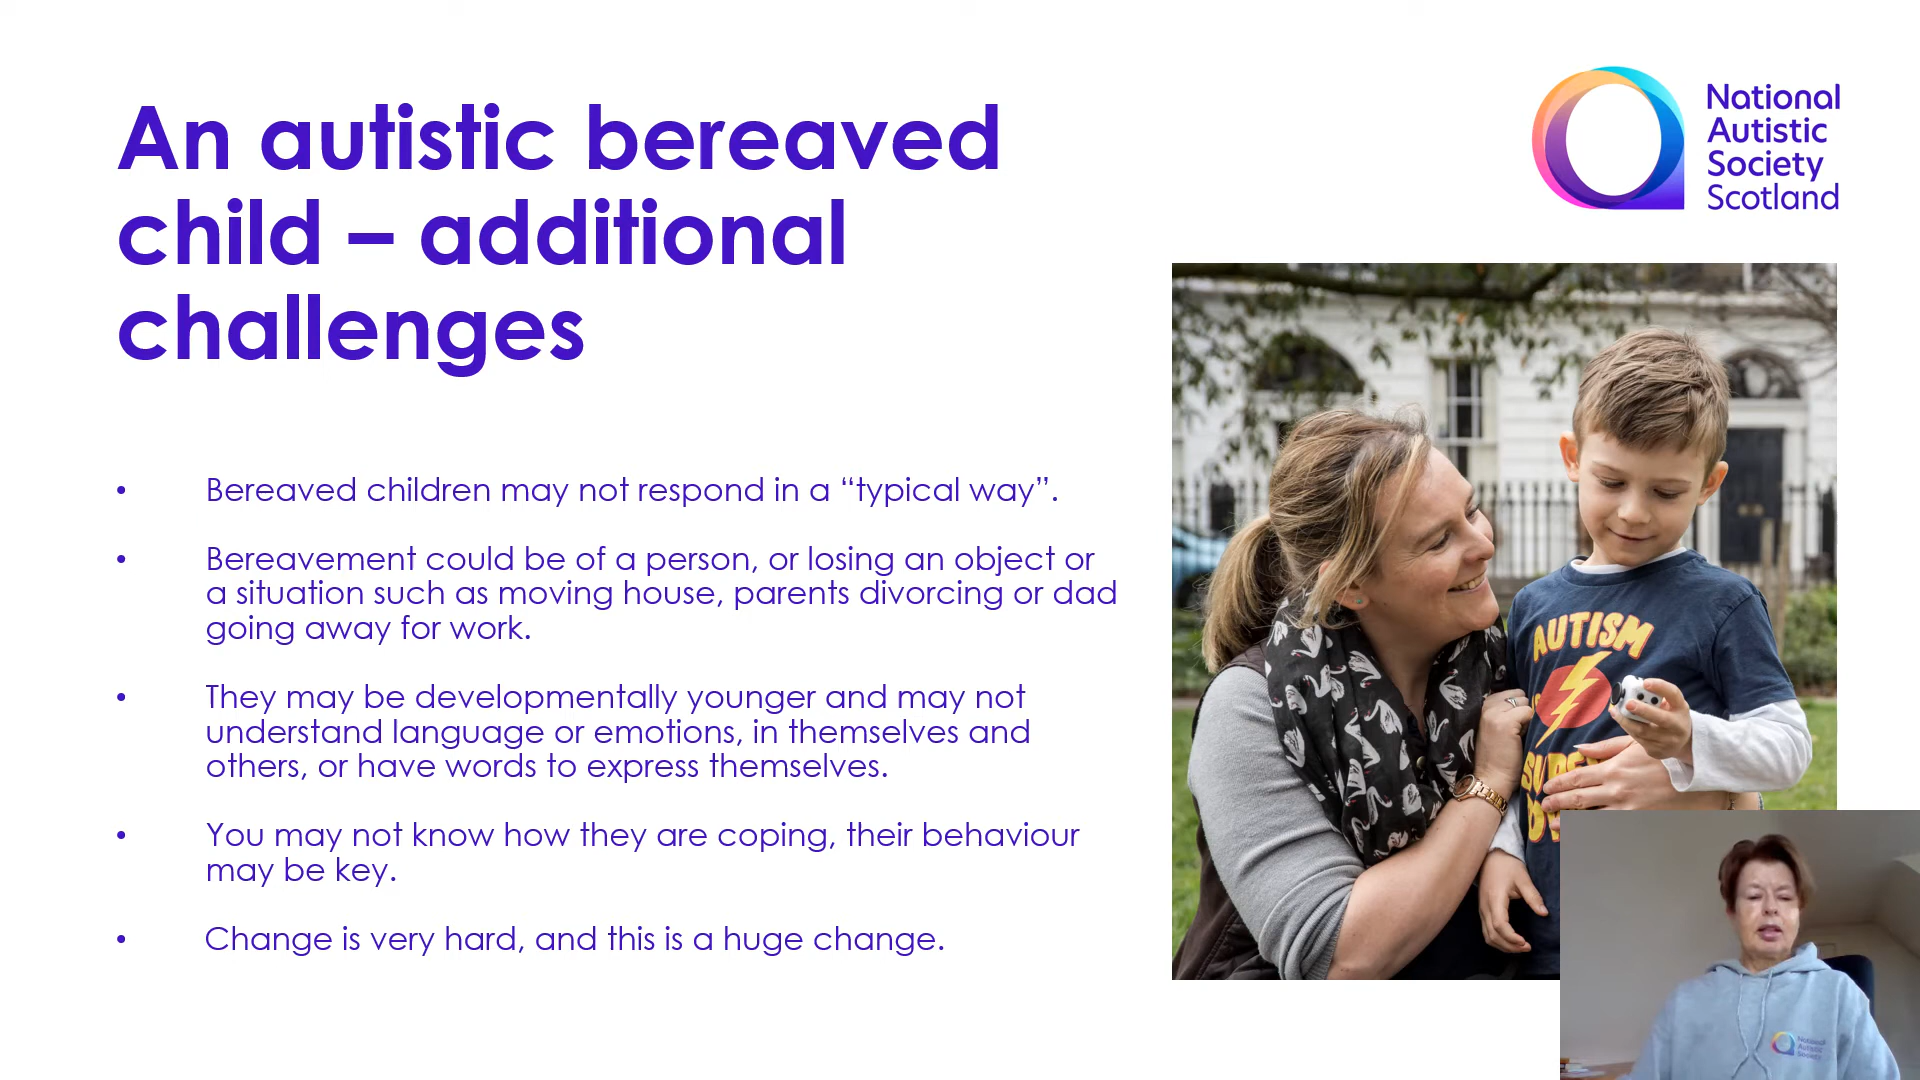 An autistic bereaved
child – additional
challenges
National
Autistic
Society
Scotland
• Bereaved children may not respond in a “typical way”.
• Bereavement could be of a person, or losing an object or
a situation such as moving house, parents divorcing or dad
going away for work.
• They may be developmentally younger and may not
understand language or emotions, in themselves and
others, or have words to express themselves.
• You may not know how they are coping, their behaviour
may be key.
• Change is very hard, and this is a huge change.
AUTISM
National
Autistic
Society